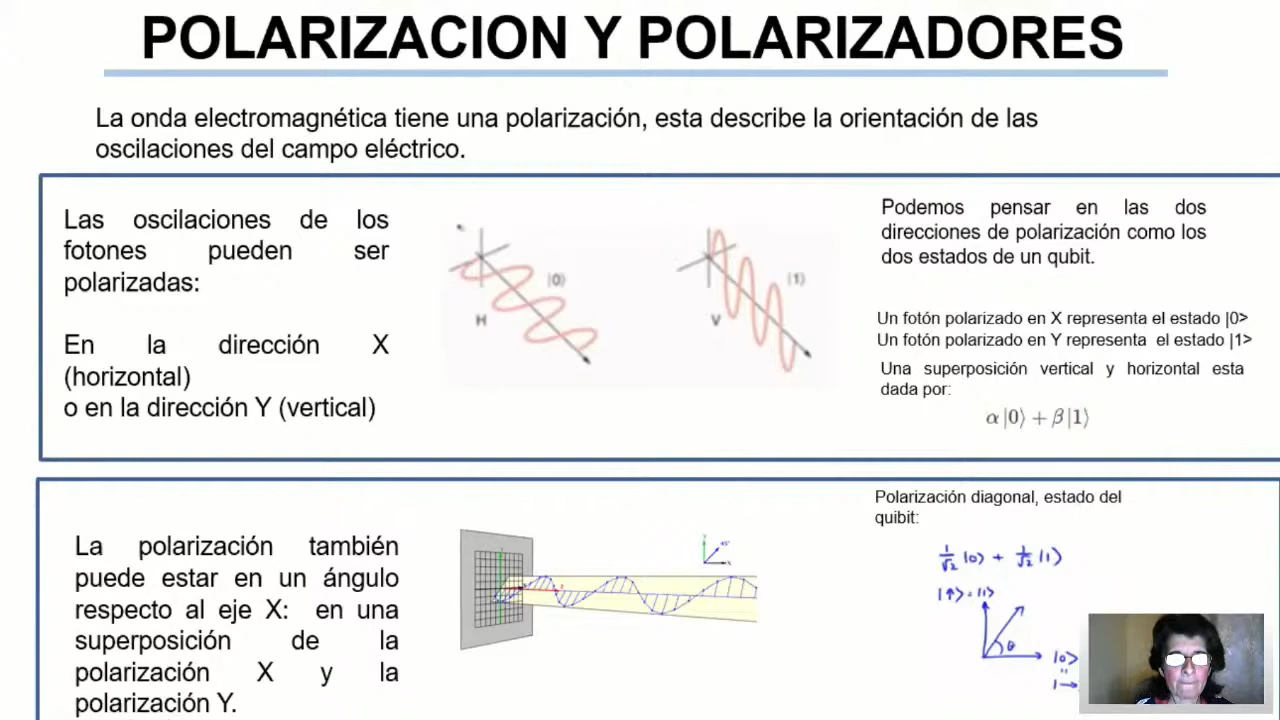 POLARIZACION Y POLARIZADORES
La onda electromagnética tiene una polarización, esta describe la orientación de las
oscilaciones del campo eléctrico.
Las oscilaciones de los
fotones pueden ser
polarizadas:
En la dirección X
(horizontal)
o en la dirección Y (vertical)
|0⟩
H
|1⟩
V
Podemos pensar en las dos
direcciones de polarización como los
dos estados de un qubit.
Un fotón polarizado en X representa el estado |0>
Un fotón polarizado en Y representa el estado |1>
Una superposición vertical y horizontal esta
dada por:
α|0⟩ + β|1⟩
La polarización también
puede estar en un ángulo
respecto al eje X: en una
superposición de la
polarización X y la
polarización Y.
45°
Polarización diagonal, estado del
quibit:
1/√2 |0⟩ + 1/√2 |1⟩
|↑⟩ = |1⟩
θ
|0⟩
"
|→